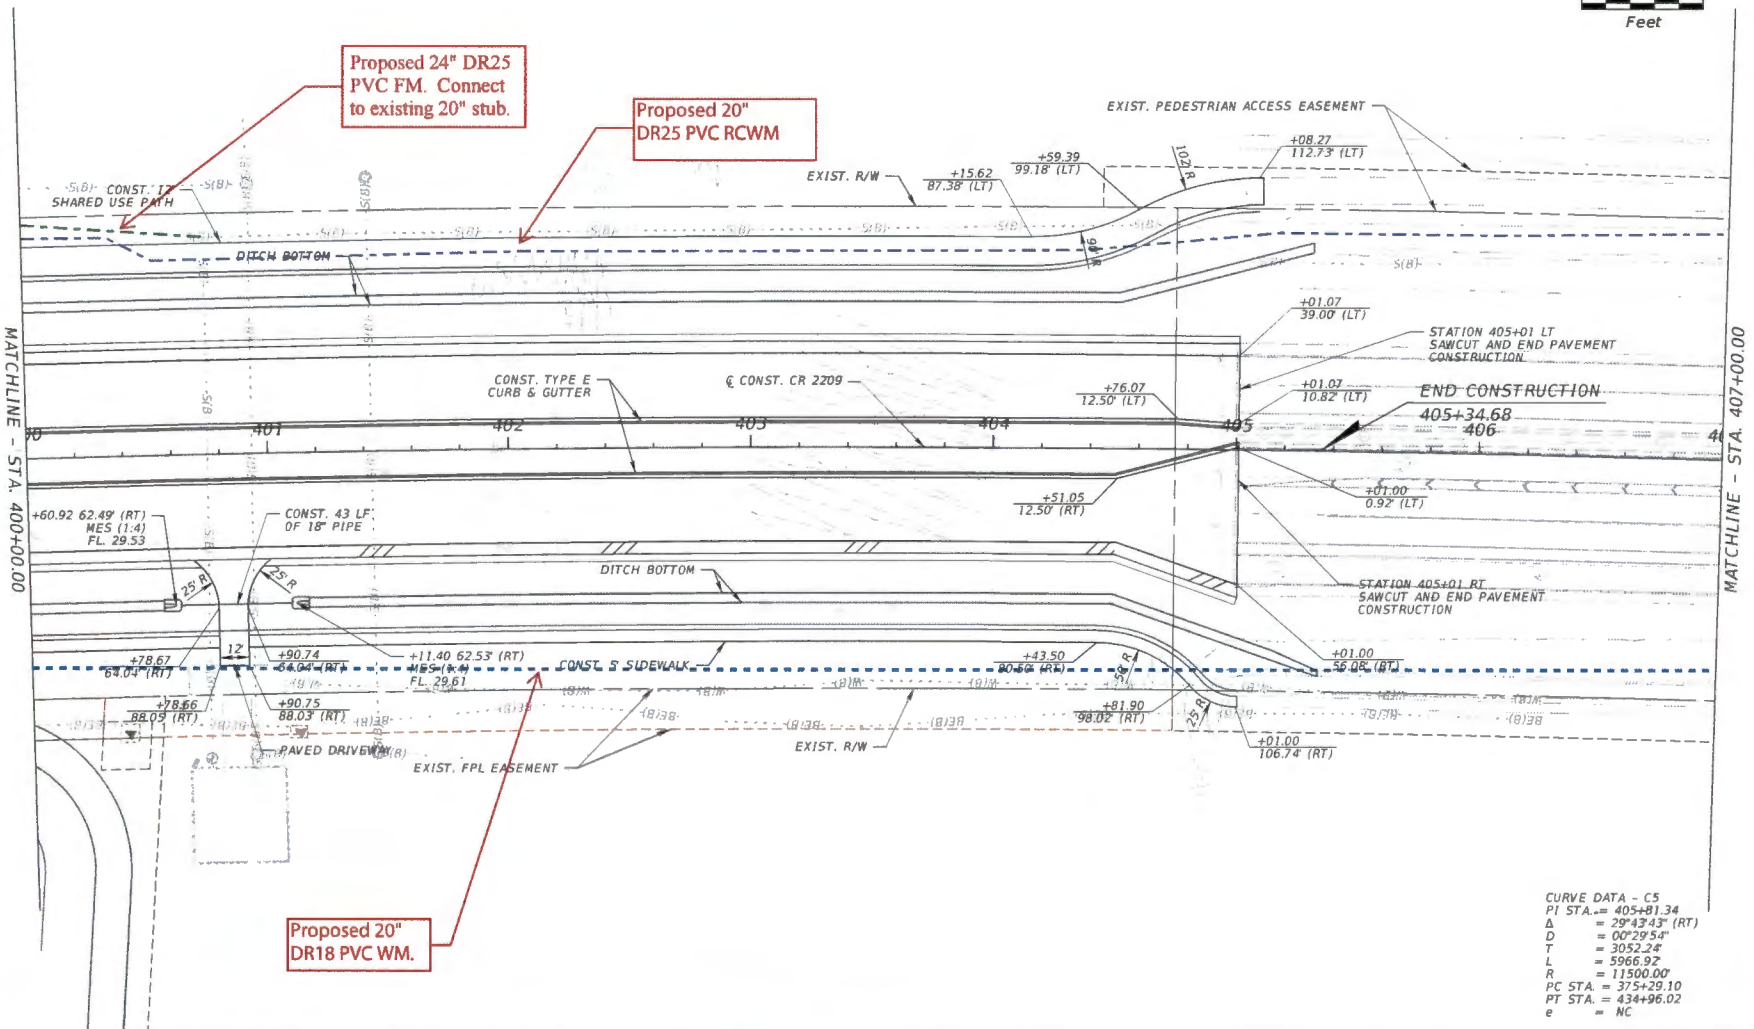 Feet
Proposed 24" DR25
PVC FM. Connect
to existing 20" stub.
Proposed 20"
DR25 PVC RCWM
EXIST. PEDESTRIAN ACCESS EASEMENT
+08.27
112.73' (LT)
102' R
+59.39
99.18' (LT)
+15.62
87.38' (LT)
EXIST. R/W
CONST. 12'
SHARED USE PATH
90' R
DITCH BOTTOM
+01.07
39.00' (LT)
STATION 405+01 LT
SAWCUT AND END PAVEMENT
CONSTRUCTION
MATCHLINE - STA. 400+00.00
MATCHLINE - STA. 407+00.00
CONST. TYPE E
CURB & GUTTER
℄ CONST. CR 2209
+76.07
12.50' (LT)
+01.07
10.82' (LT)
END CONSTRUCTION
405+34.68
401
402
403
404
405
406
+51.05
12.50' (RT)
+01.00
0.92' (LT)
+60.92 62.49' (RT)
MES (1:4)
FL. 29.53
CONST. 43 LF
OF 18" PIPE
25' R
25' R
DITCH BOTTOM
STATION 405+01 RT
SAWCUT AND END PAVEMENT
CONSTRUCTION
12'
+78.67
64.04' (RT)
+90.74
64.04' (RT)
+11.40 62.53' (RT)
MES (1:4)
FL. 29.61
CONST. 5' SIDEWALK
+43.50
80.50' (RT)
+01.00
56.08' (RT)
+78.66
88.05' (RT)
+90.75
88.03' (RT)
+81.90
98.02' (RT)
25' R
+01.00
106.74' (RT)
PAVED DRIVEWAY
EXIST. FPL EASEMENT
EXIST. R/W
Proposed 20"
DR18 PVC WM.
CURVE DATA - C5
PI STA. = 405+81.34
Δ = 29°43'43" (RT)
D = 00°29'54"
T = 3052.24'
L = 5966.92'
R = 11500.00'
PC STA. = 375+29.10
PT STA. = 434+96.02
e = NC